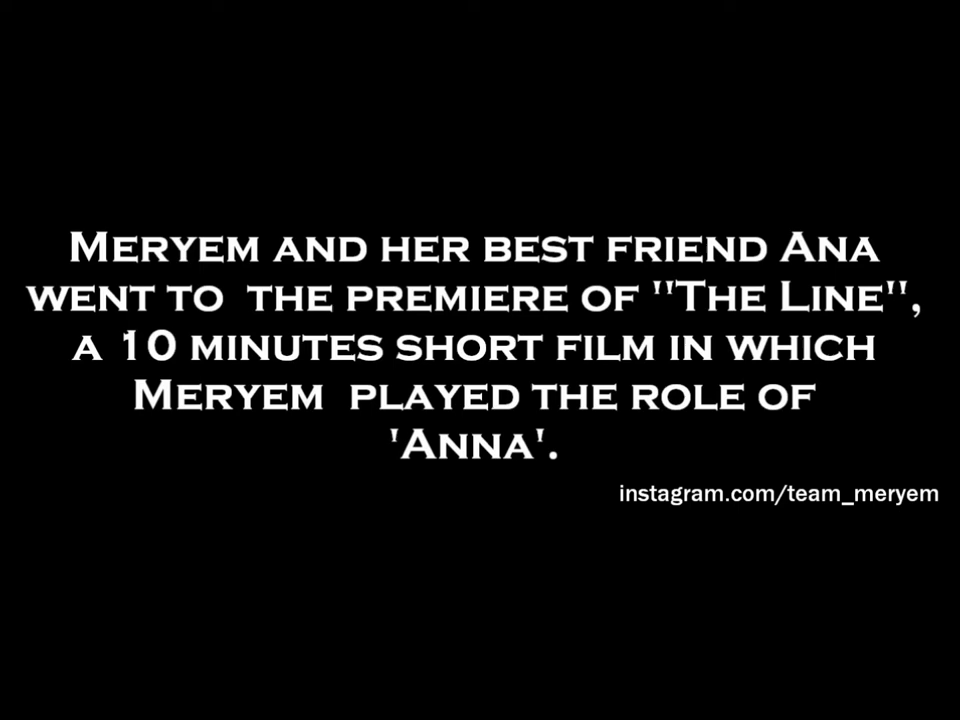 Meryem and her best friend Ana
went to  the premiere of "The Line",
a 10 minutes short film in which
Meryem  played the role of
'Anna'.
instagram.com/team_meryem